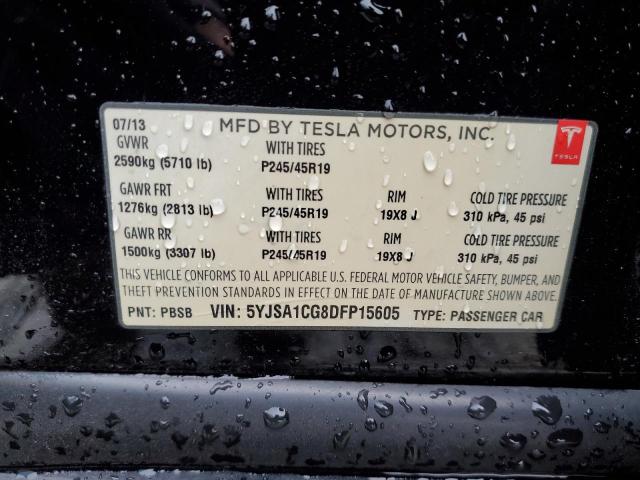 07/13 MFD BY TESLA MOTORS, INC.
GVWR WITH TIRES
2590kg (5710 lb) P245/45R19
GAWR FRT WITH TIRES RIM COLD TIRE PRESSURE
1276kg (2813 lb) P245/45R19 19X8 J 310 kPa, 45 psi
GAWR RR WITH TIRES RIM COLD TIRE PRESSURE
1500kg (3307 lb) P245/45R19 19X8 J 310 kPa, 45 psi
THIS VEHICLE CONFORMS TO ALL APPLICABLE U.S. FEDERAL MOTOR VEHICLE SAFETY, BUMPER, AND
THEFT PREVENTION STANDARDS IN EFFECT ON THE DATE OF MANUFACTURE SHOWN ABOVE.
PNT: PBSB VIN: 5YJSA1CG8DFP15605 TYPE: PASSENGER CAR
TESLA